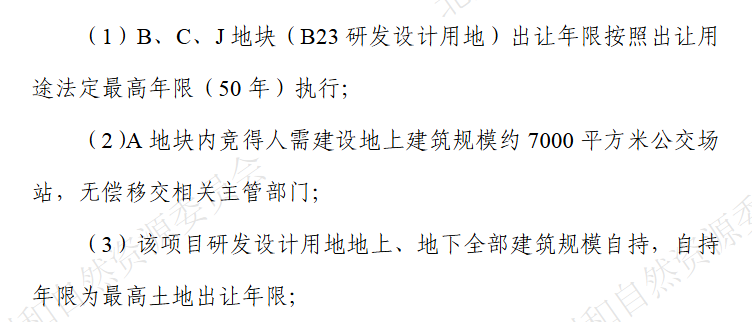 （1）B、C、J 地块（B23 研发设计用地）出让年限按照出让用
途法定最高年限（50 年）执行；
（2）A 地块内竞得人需建设地上建筑规模约 7000 平方米公交场
站，无偿移交相关主管部门；
（3）该项目研发设计用地地上、地下全部建筑规模自持，自持
年限为最高土地出让年限；